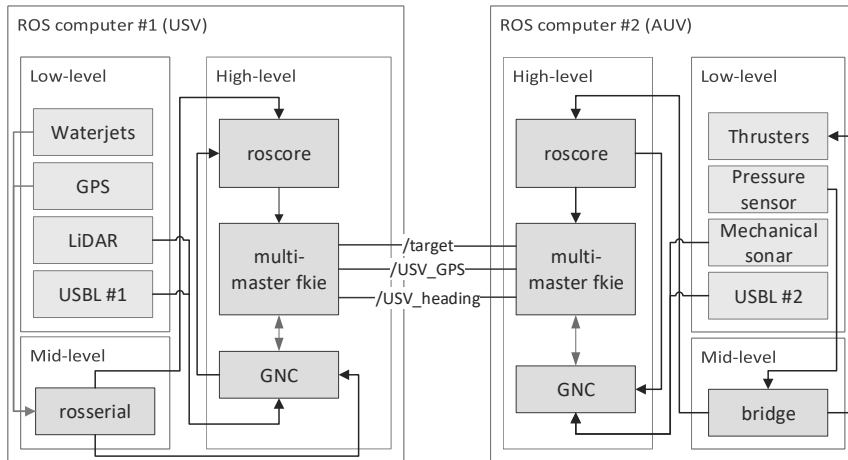 ROS computer #1 (USV)
Low-level
Waterjets
GPS
LiDAR
USBL #1
Mid-level
rosserial
High-level
roscore
multi-
master fkie
GNC
/target
/USV_GPS
/USV_heading
ROS computer #2 (AUV)
High-level
roscore
multi-
master fkie
GNC
Low-level
Thrusters
Pressure
sensor
Mechanical
sonar
USBL #2
Mid-level
bridge